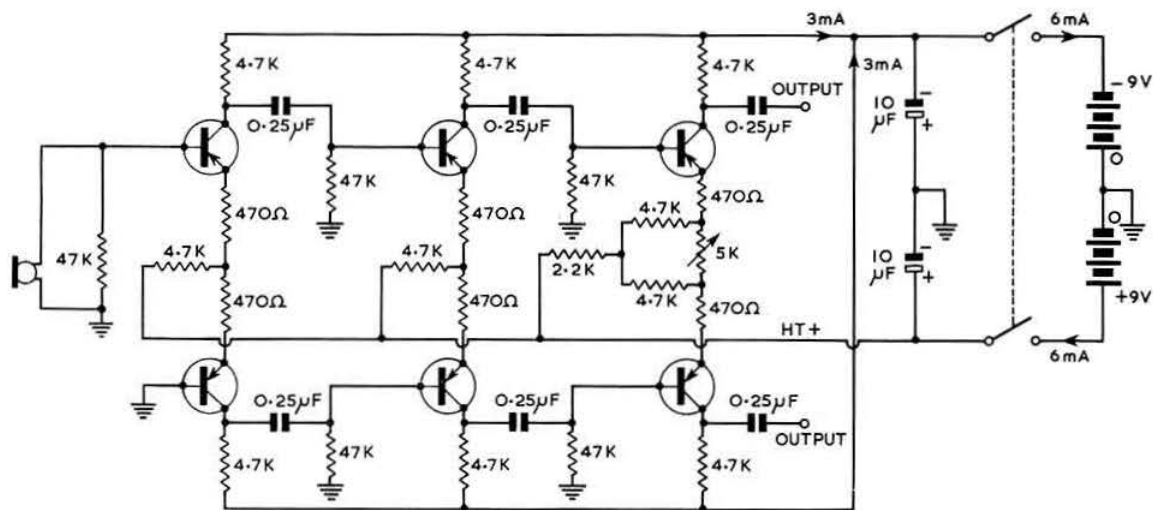 3mA
6mA
4·7K
4·7K
4·7K
3mA
OUTPUT
-9V
0·25µF
0·25µF
0·25µF
10
µF
-
+
O
47K
47K
470Ω
470Ω
470Ω
4·7K
O
47K
4·7K
4·7K
2·2K
5K
10
µF
-
+
4·7K
470Ω
470Ω
470Ω
+9V
HT+
6mA
0·25µF
0·25µF
0·25µF
OUTPUT
4·7K
47K
4·7K
47K
4·7K